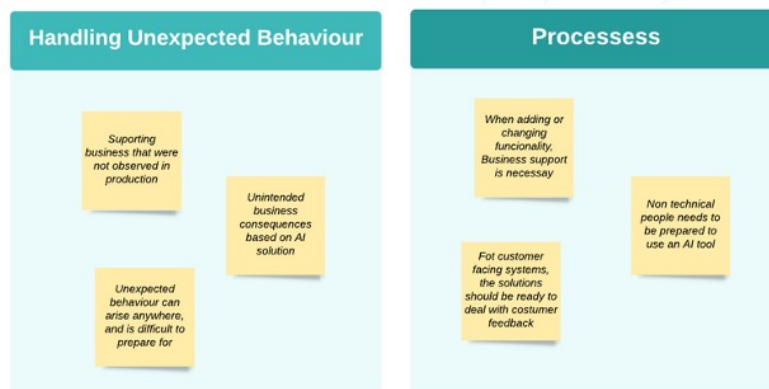 Handling Unexpected Behaviour
Suporting
business that were
not observed in
production
Unintended
business
consequences
based on AI
solution
Unexpected
behaviour can
arise anywhere,
and is difficult to
prepare for
Processess
When adding or
changing
funcionality,
Business support
is necessay
Non technical
people needs to
be prepared to
use an AI tool
Fot customer
facing systems,
the solutions
should be ready to
deal with costumer
feedback